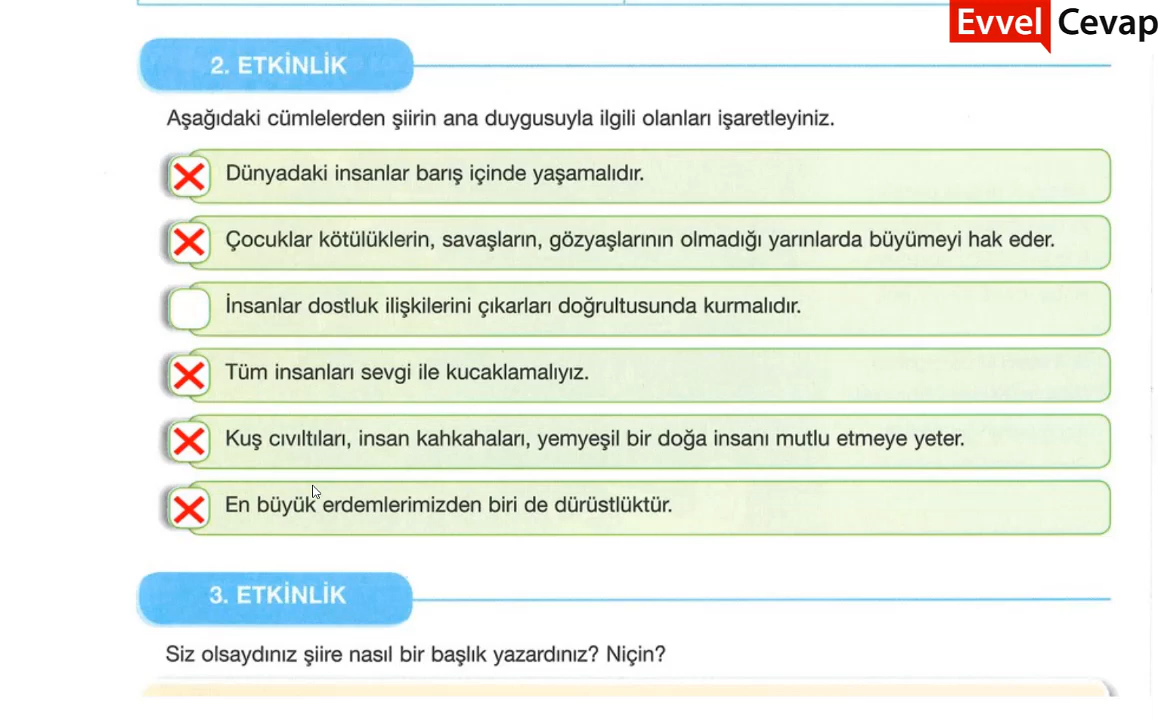 Evvel Cevap
2. ETKİNLİK
Aşağıdaki cümlelerden şiirin ana duygusuyla ilgili olanları işaretleyiniz.
Dünyadaki insanlar barış içinde yaşamalıdır.
Çocuklar kötülüklerin, savaşların, gözyaşlarının olmadığı yarınlarda büyümeyi hak eder.
İnsanlar dostluk ilişkilerini çıkarları doğrultusunda kurmalıdır.
Tüm insanları sevgi ile kucaklamalıyız.
Kuş cıvıltıları, insan kahkahaları, yemyeşil bir doğa insanı mutlu etmeye yeter.
En büyük erdemlerimizden biri de dürüstlüktür.
3. ETKİNLİK
Siz olsaydınız şiire nasıl bir başlık yazardınız? Niçin?